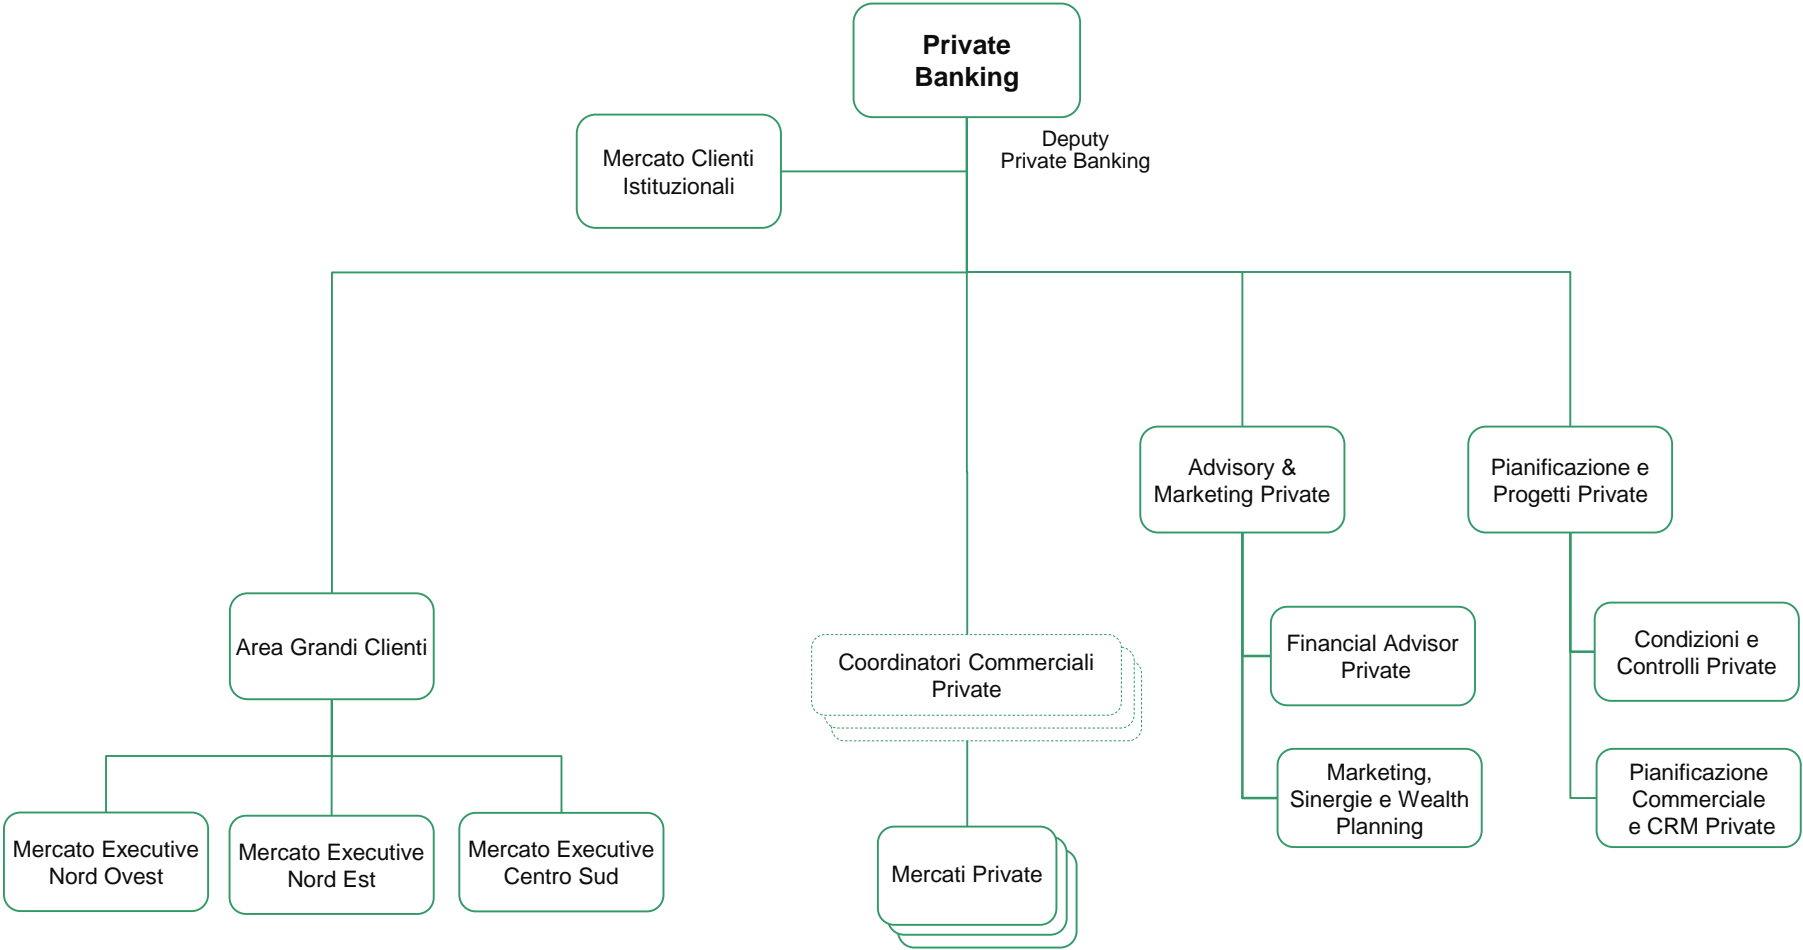 Private
Banking
Deputy
Private Banking
Mercato Clienti
Istituzionali
Advisory &
Marketing Private
Pianificazione e
Progetti Private
Area Grandi Clienti
Coordinatori Commerciali
Private
Financial Advisor
Private
Condizioni e
Controlli Private
Marketing,
Sinergie e Wealth
Planning
Pianificazione
Commerciale
e CRM Private
Mercato Executive
Nord Ovest
Mercato Executive
Nord Est
Mercato Executive
Centro Sud
Mercati Private